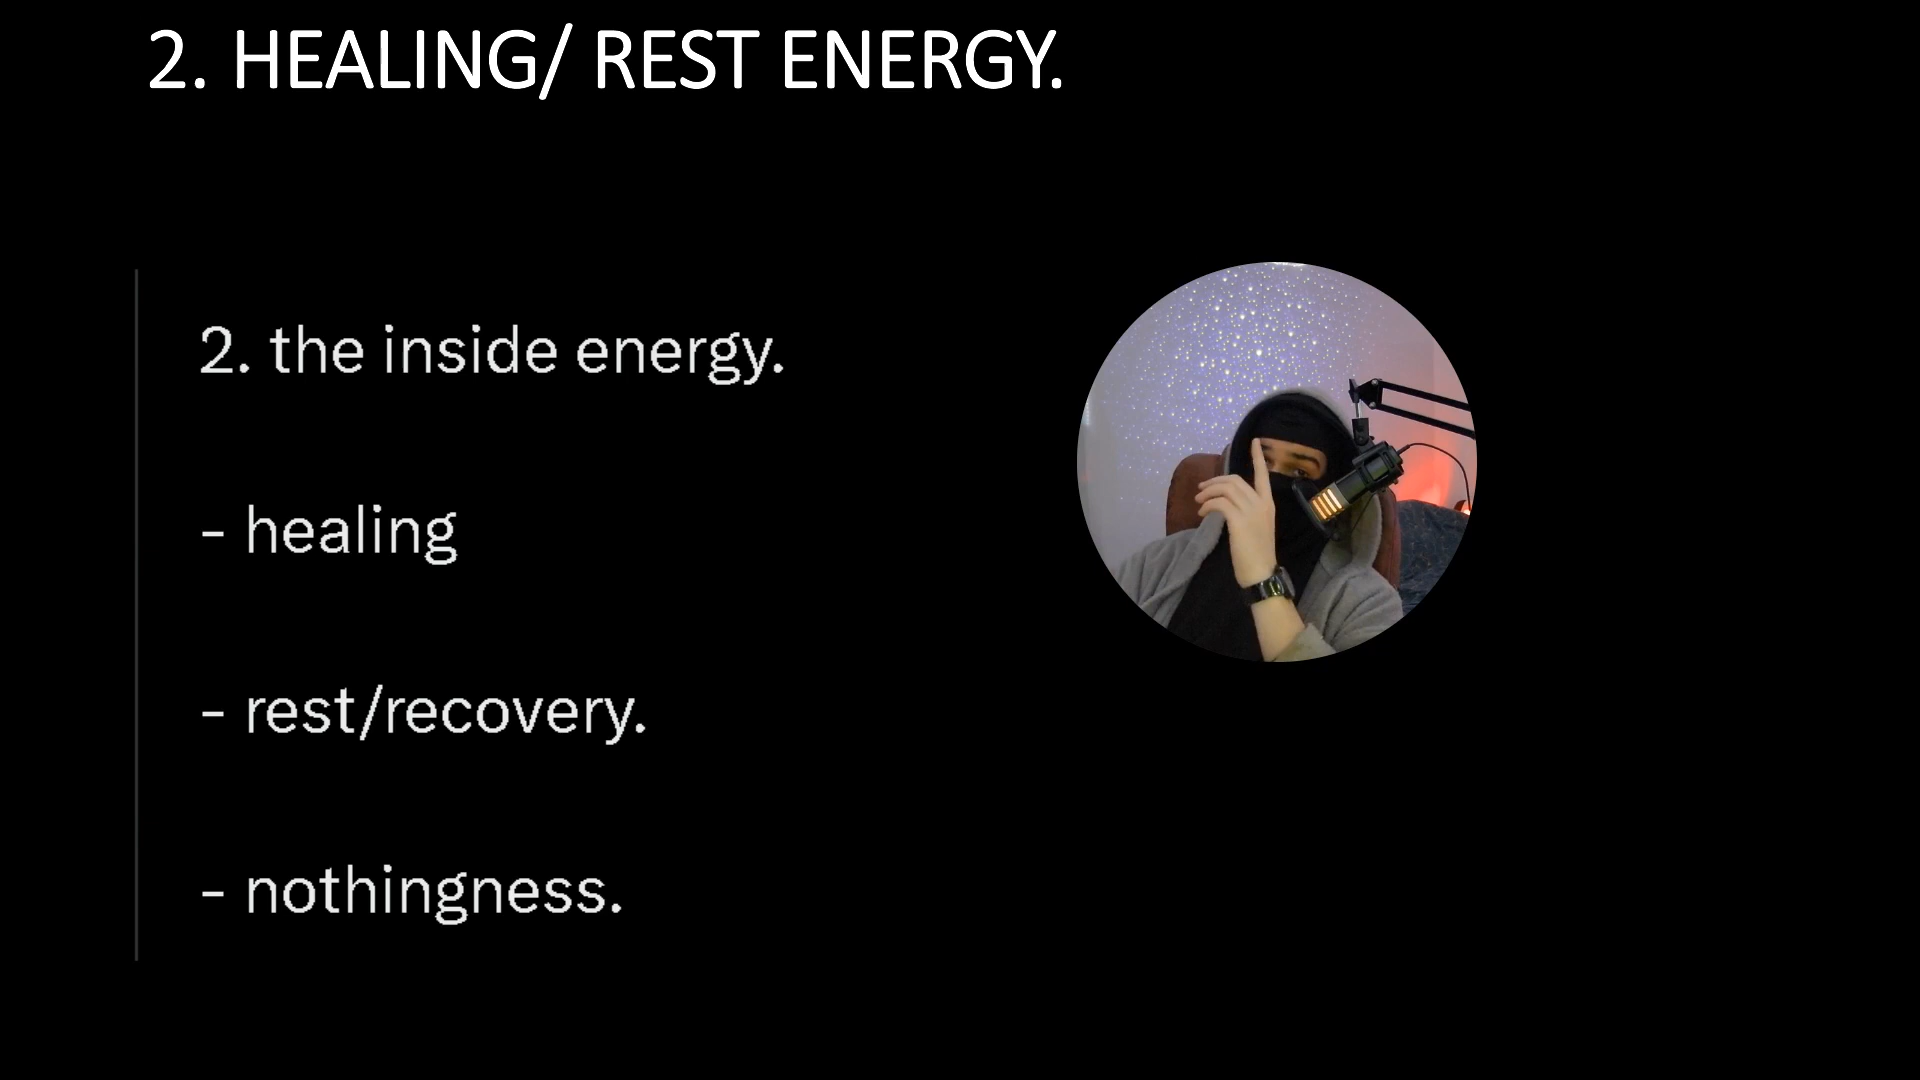 2. HEALING/ REST ENERGY.
2. the inside energy.
- healing
- rest/recovery.
- nothingness.